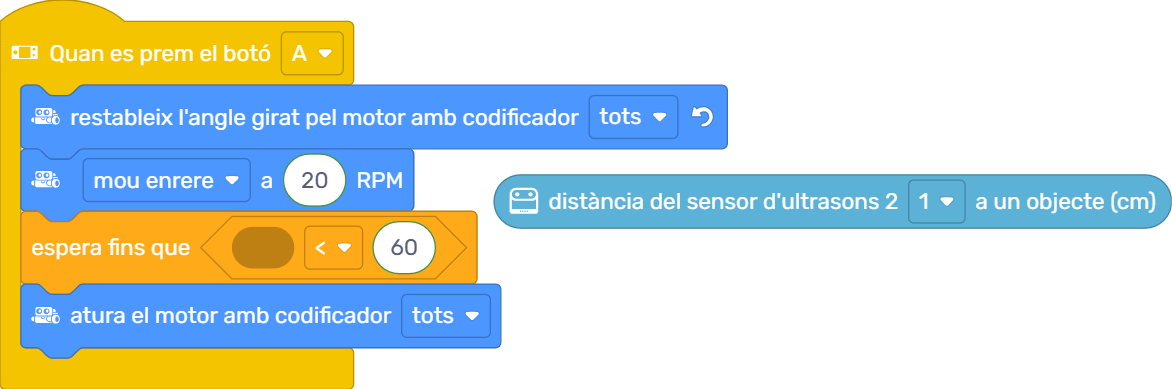 Quan es prem el botó A
restableix l'angle girat pel motor amb codificador tots
mou enrere a 20 RPM
distància del sensor d'ultrasons 2 1 a un objecte (cm)
espera fins que < 60
atura el motor amb codificador tots